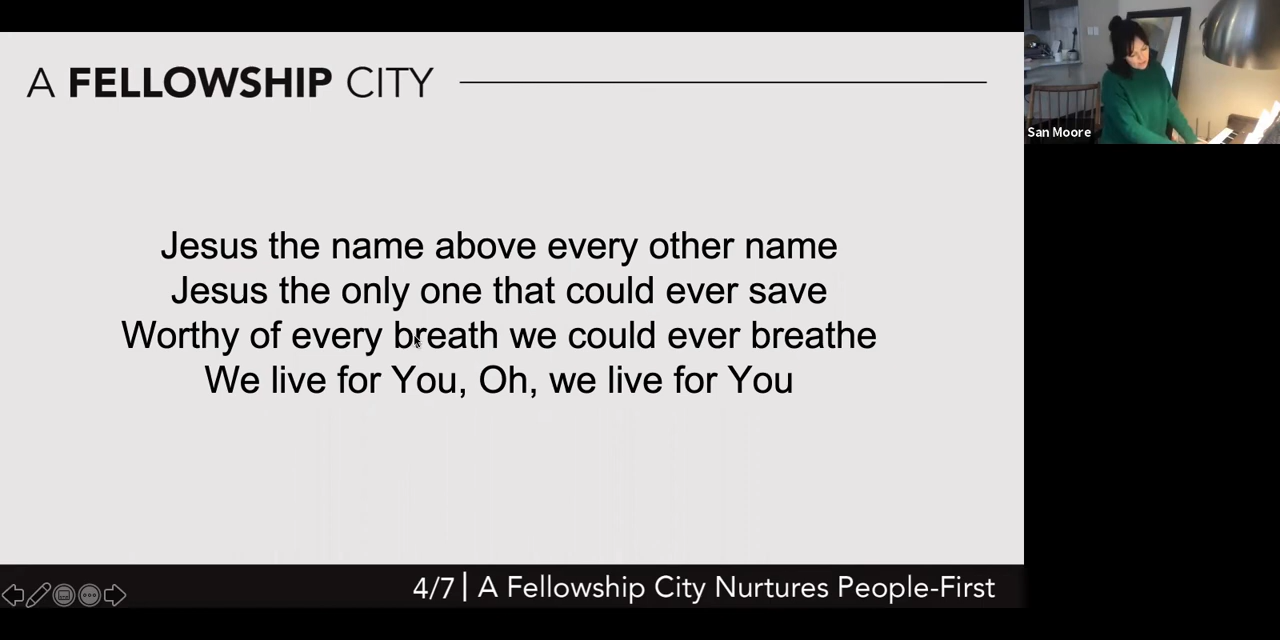 A FELLOWSHIP CITY
San Moore
Jesus the name above every other name
Jesus the only one that could ever save
Worthy of every breath we could ever breathe
We live for You, Oh, we live for You
4/7| A Fellowship City Nurtures People-First